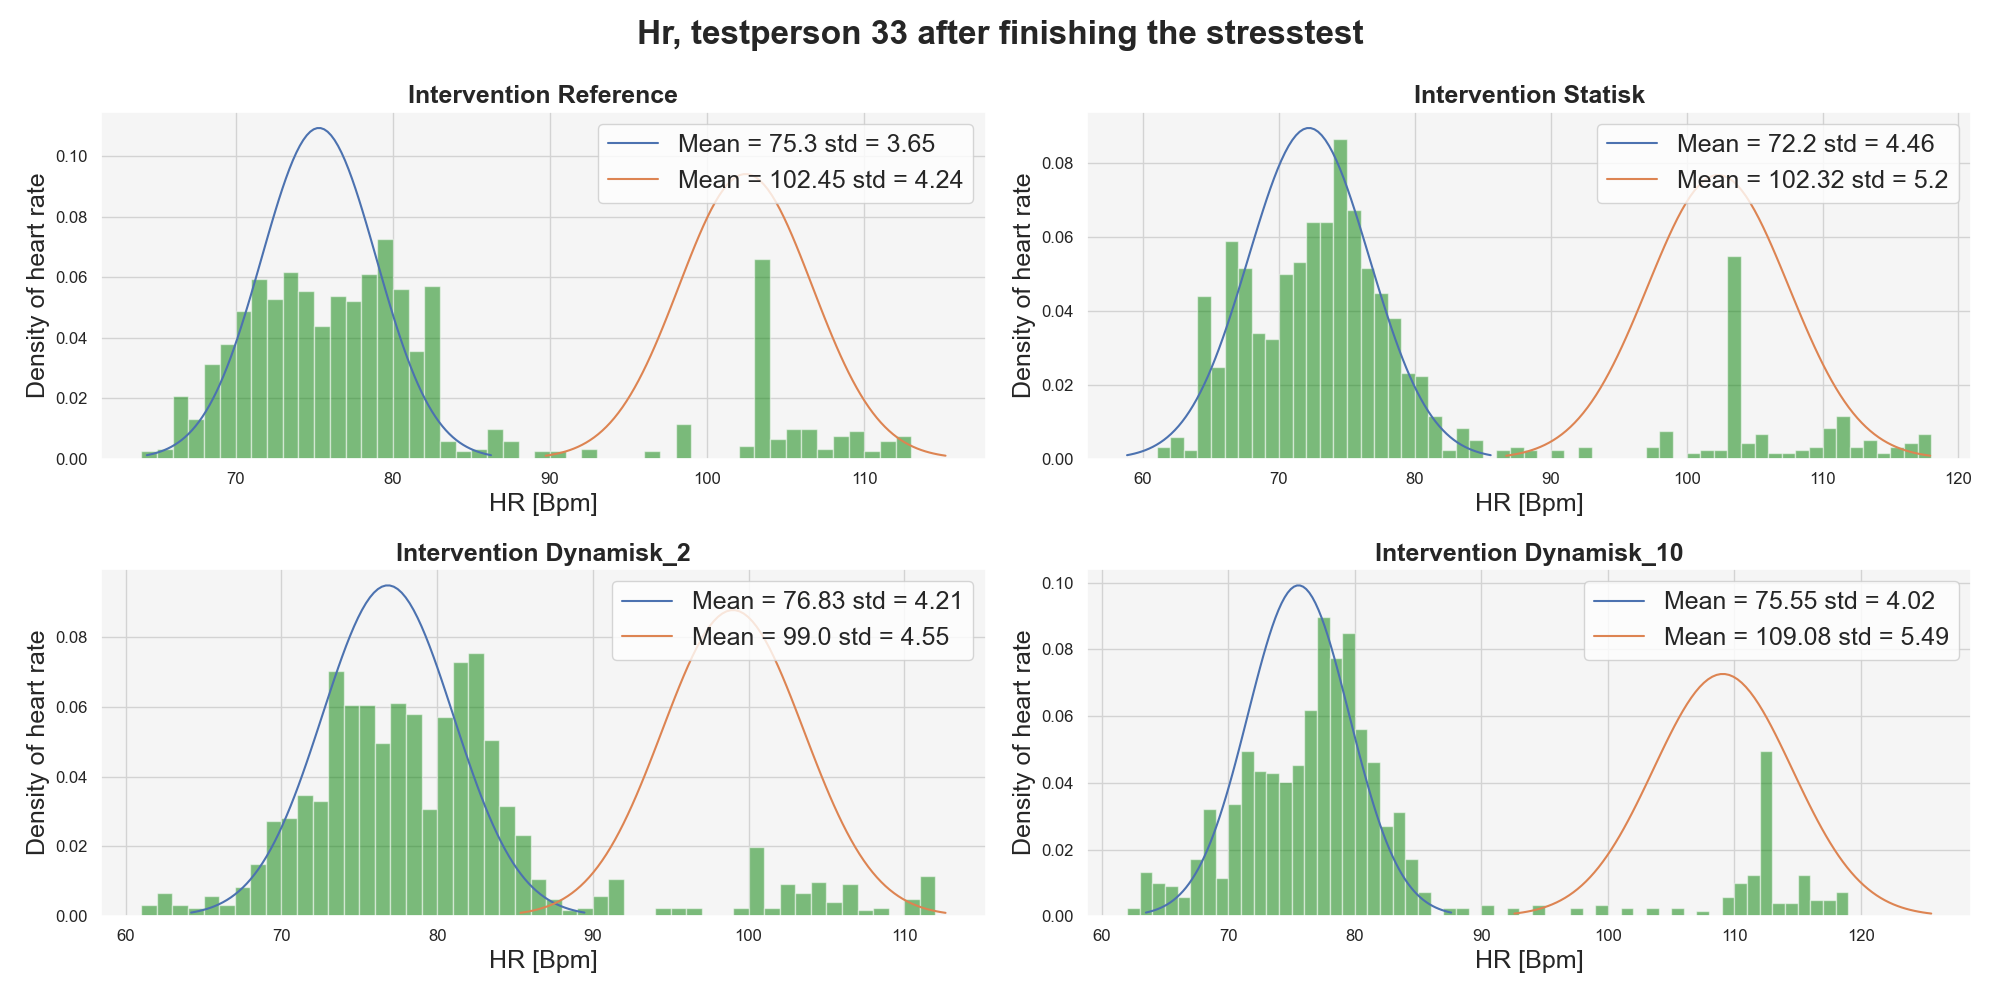 Hr, testperson 33 after finishing the stresstest
Intervention Reference
Mean = 75.3 std = 3.65
Mean = 102.45 std = 4.24
Density of heart rate
0.10
0.08
0.06
0.04
0.02
0.00
70 80 90 100 110
HR [Bpm]
Intervention Statisk
Mean = 72.2 std = 4.46
Mean = 102.32 std = 5.2
Density of heart rate
0.08
0.06
0.04
0.02
0.00
60 70 80 90 100 110 120
HR [Bpm]
Intervention Dynamisk_2
Mean = 76.83 std = 4.21
Mean = 99.0 std = 4.55
Density of heart rate
0.08
0.06
0.04
0.02
0.00
60 70 80 90 100 110
HR [Bpm]
Intervention Dynamisk_10
Mean = 75.55 std = 4.02
Mean = 109.08 std = 5.49
Density of heart rate
0.10
0.08
0.06
0.04
0.02
0.00
60 70 80 90 100 110 120
HR [Bpm]